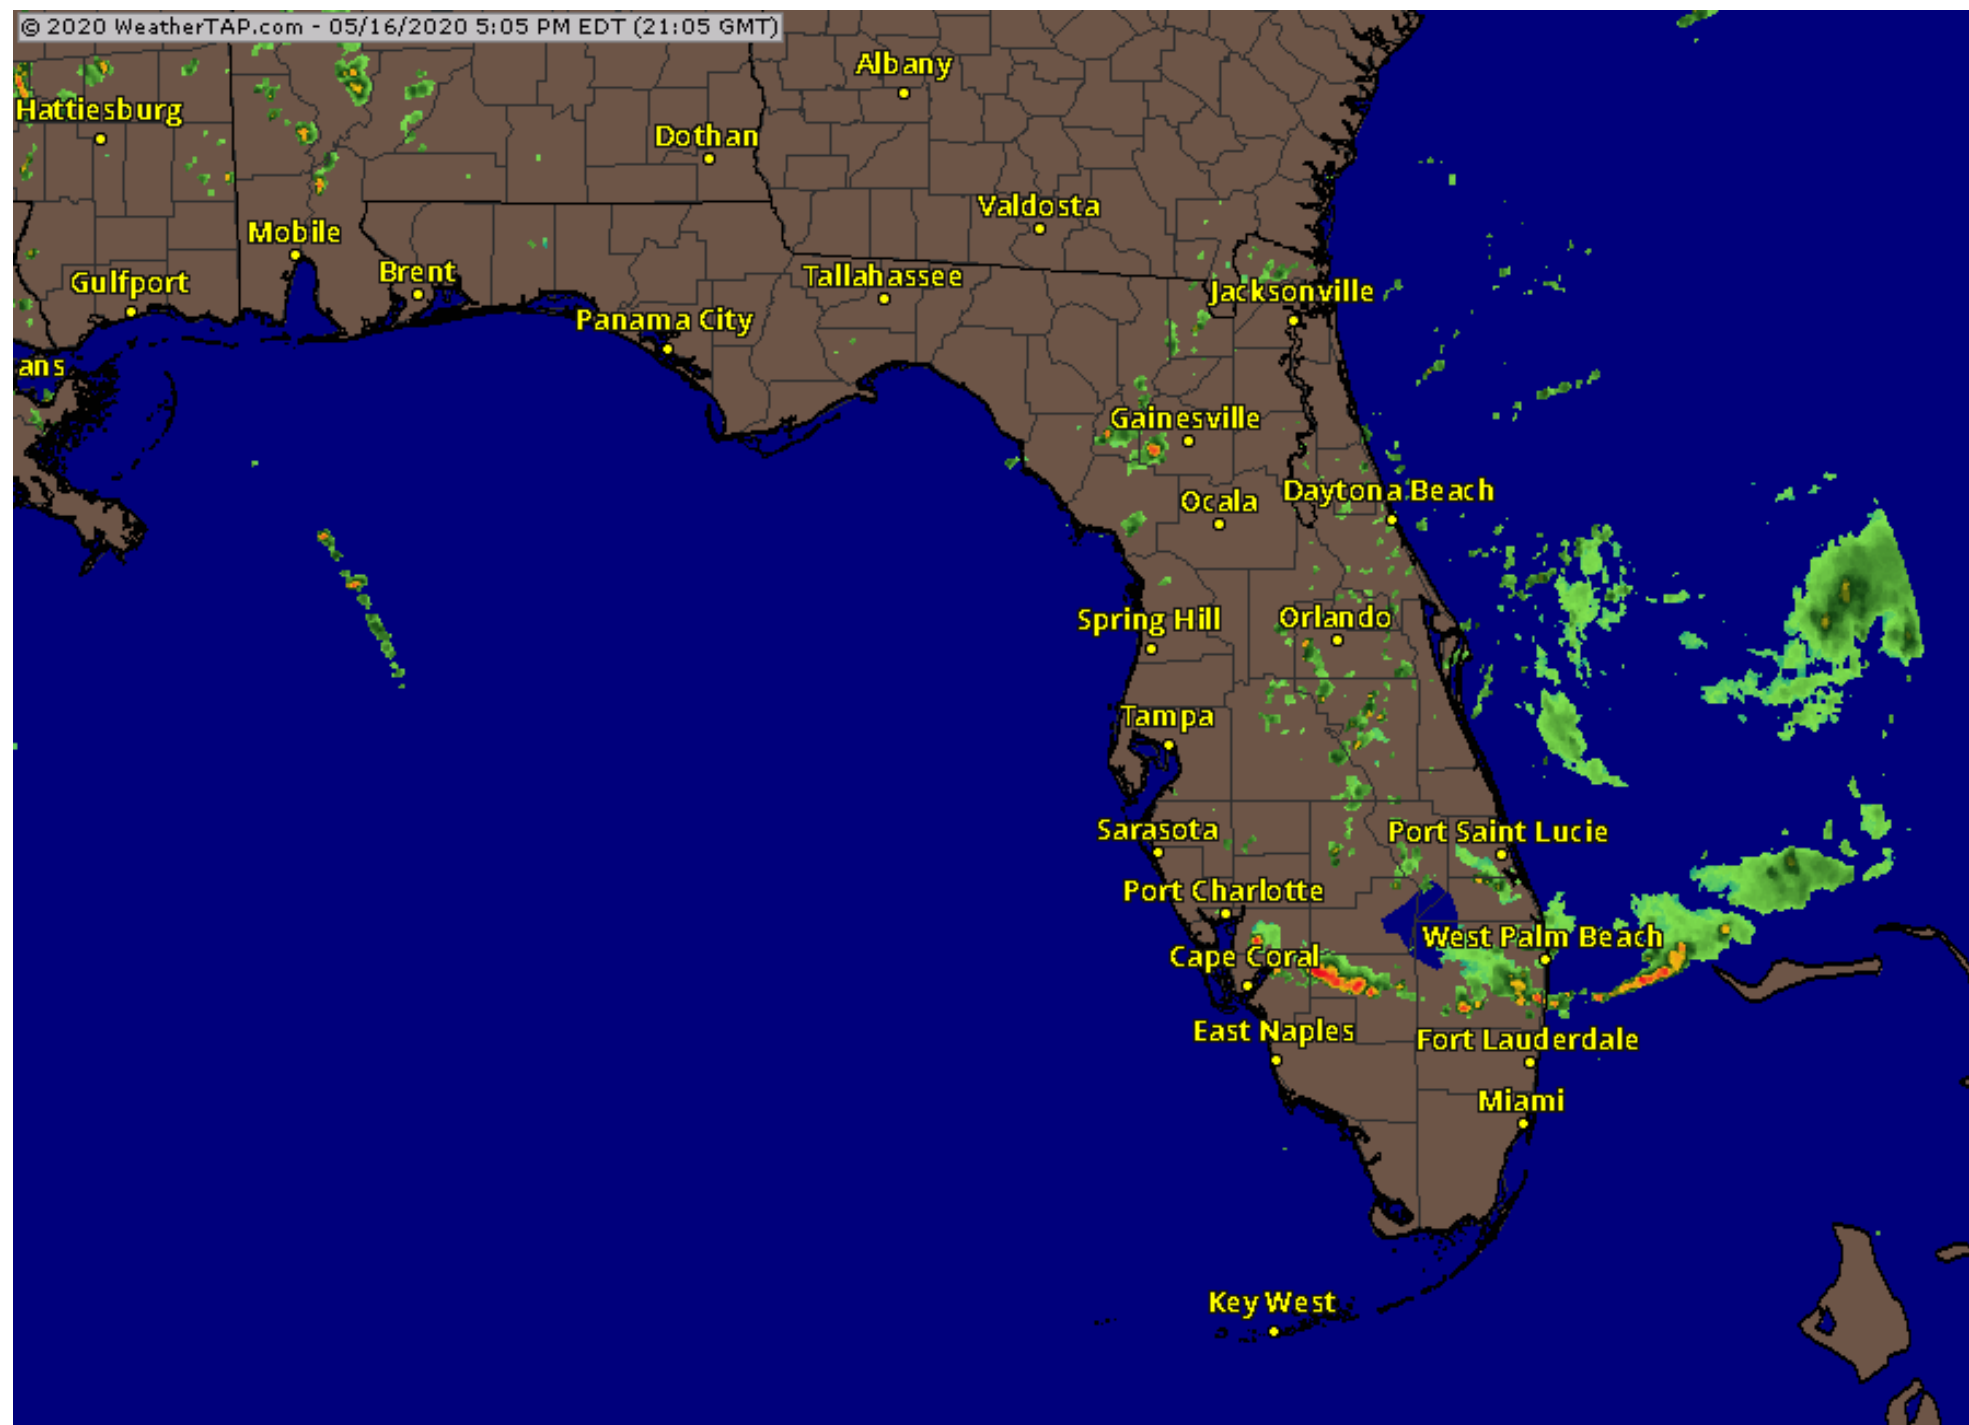 © 2020 WeatherTAP.com - 05/16/2020 5:05 PM EDT (21:05 GMT)
Albany
Hattiesburg
Dothan
Valdosta
Mobile
Brent
Tallahassee
Gulfport
Jacksonville
Panama City
ans
Gainesville
Daytona Beach
Ocala
Spring Hill
Orlando
Tampa
Sarasota
Port Saint Lucie
Port Charlotte
West Palm Beach
Cape Coral
East Naples
Fort Lauderdale
Miami
Key West